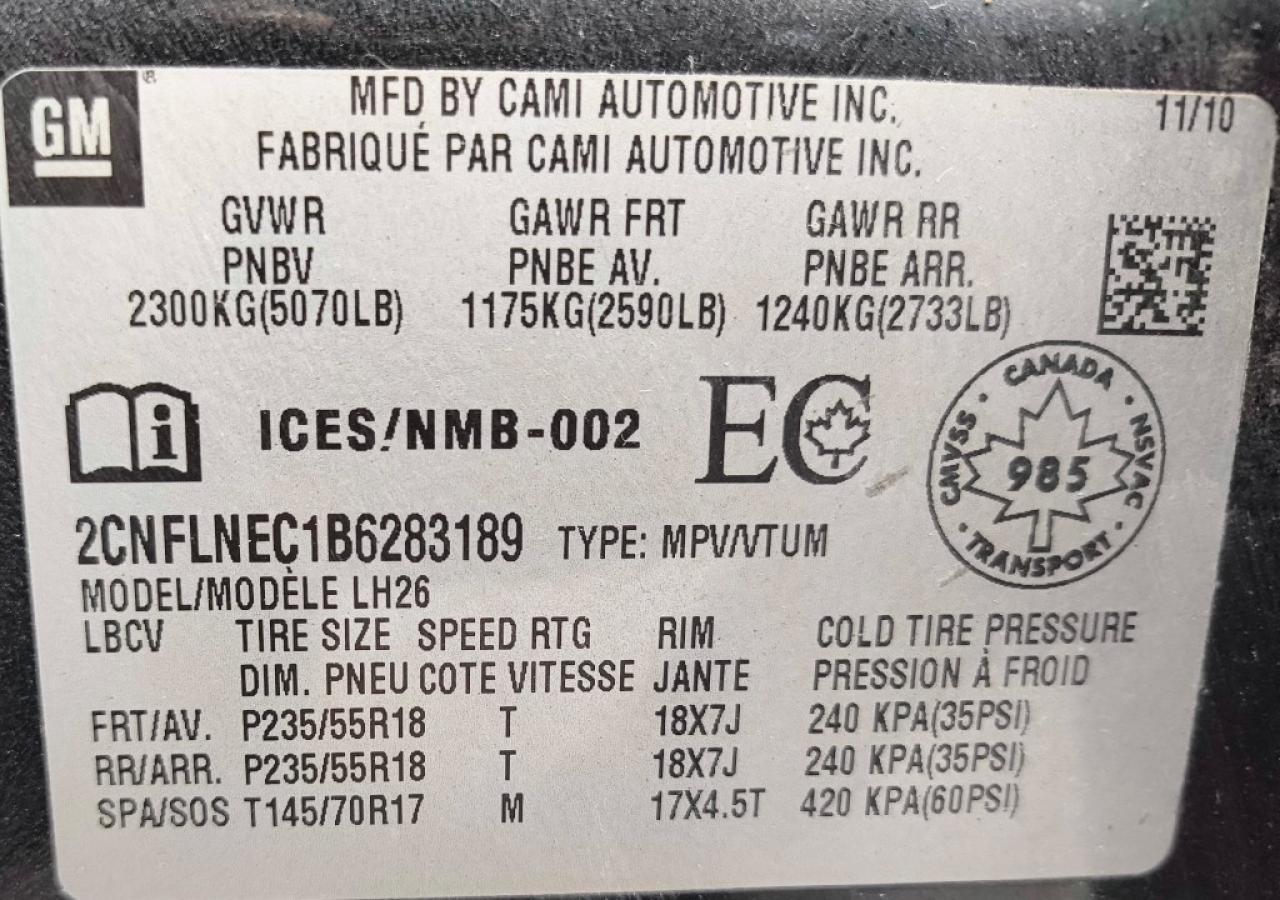 GM ®
MFD BY CAMI AUTOMOTIVE INC.
11/10
FABRIQUÉ PAR CAMI AUTOMOTIVE INC.
GVWR GAWR FRT GAWR RR
PNBV PNBE AV. PNBE ARR.
2300KG(5070LB) 1175KG(2590LB) 1240KG(2733LB)
i ICES/NMB-002 EC
CANADA
CMVSS 985 NSVAC
TRANSPORT
2CNFLNEC1B6283189 TYPE: MPV/VTUM
MODEL/MODÈLE LH26
LBCV TIRE SIZE SPEED RTG RIM COLD TIRE PRESSURE
DIM. PNEU COTE VITESSE JANTE PRESSION À FROID
FRT/AV. P235/55R18 T 18X7J 240 KPA(35PSI)
RR/ARR. P235/55R18 T 18X7J 240 KPA(35PSI)
SPA/SOS T145/70R17 M 17X4.5T 420 KPA(60PSI)